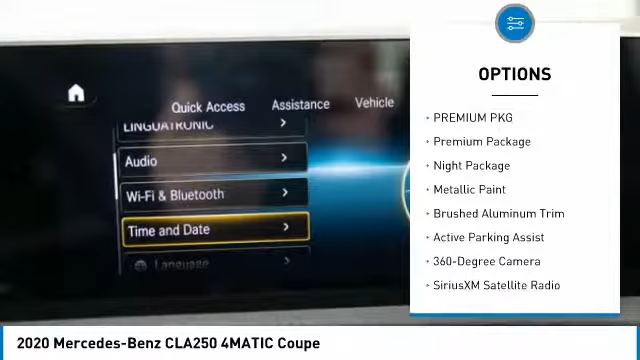 Quick Access Assistance Vehicle
LINGUATRONIC
Audio
Wi-Fi & Bluetooth
Time and Date
Language
OPTIONS
PREMIUM PKG
Premium Package
Night Package
Metallic Paint
Brushed Aluminum Trim
Active Parking Assist
360-Degree Camera
SiriusXM Satellite Radio
2020 Mercedes-Benz CLA250 4MATIC Coupe